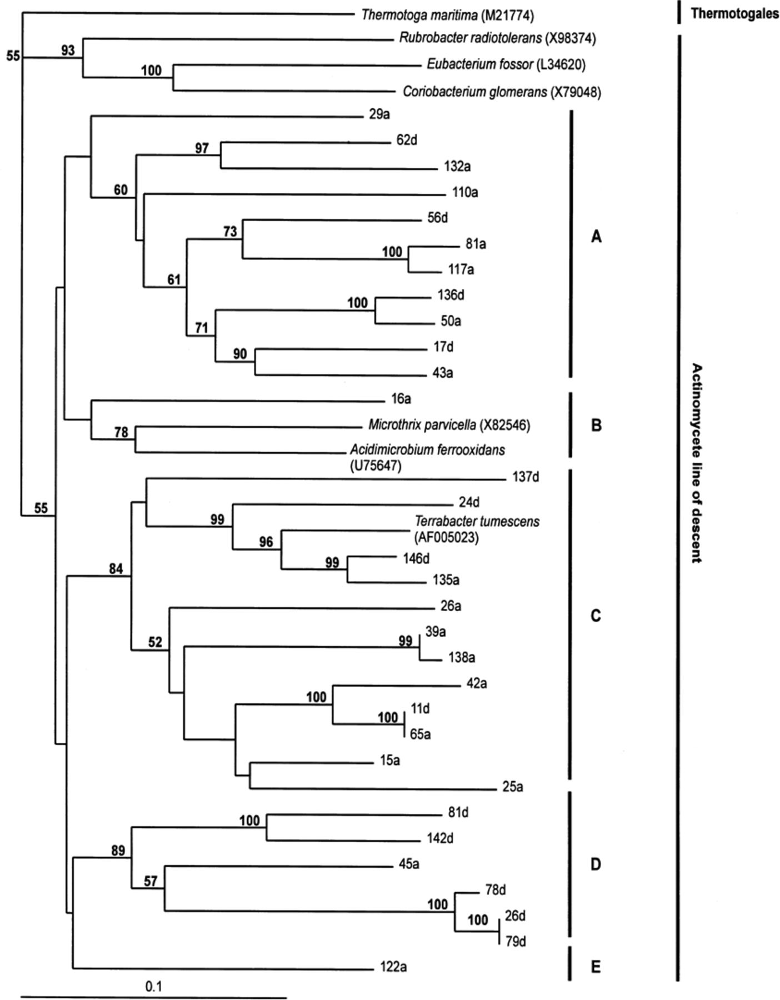 Thermotoga maritima (M21774)
Thermotogales
Rubrobacter radiotolerans (X98374)
55
93
Eubacterium fossor (L34620)
100
Coriobacterium glomerans (X79048)
29a
62d
97
132a
60
110a
56d
73
A
81a
100
117a
61
136d
100
50a
71
17d
90
43a
16a
Microthrix parvicella (X82546)
B
78
Acidimicrobium ferrooxidans
(U75647)
Actinomycete line of descent
137d
24d
55
99
Terrabacter tumescens
(AF005023)
96
146d
99
84
135a
26a
C
39a
99
52
138a
42a
100
11d
100
65a
15a
25a
81d
100
142d
89
45a
D
57
78d
100
26d
100
79d
122a
E
0.1